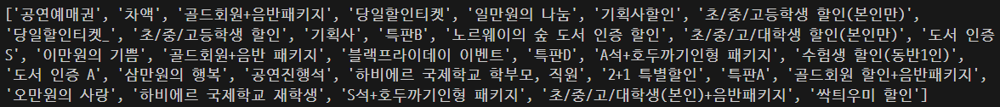 ['공연예매권', '차액', '골드회원+음반패키지', '당일할인티켓', '일만원의 나눔', '기획사할인', '초/중/고등학생 할인(본인만)',
'당일할인티켓_', '초/중/고등학생 할인', '기획사', '특판B', '노르웨이의 숲 도서 인증 할인', '초/중/고/대학생 할인(본인만)', '도서 인증
S', '이만원의 기쁨', '골드회원+음반 패키지', '블랙프라이데이 이벤트', '특판D', 'A석+호두까기인형 패키지', '수험생 할인(동반1인)',
'도서 인증 A', '삼만원의 행복', '공연진행석', '하비에르 국제학교 학부모, 직원', '2+1 특별할인', '특판A', '골드회원 할인+음반패키지',
'오만원의 사랑', '하비에르 국제학교 재학생', 'S석+호두까기인형 패키지', '초/중/고/대학생(본인)+음반패키지', '싹틔우미 할인']